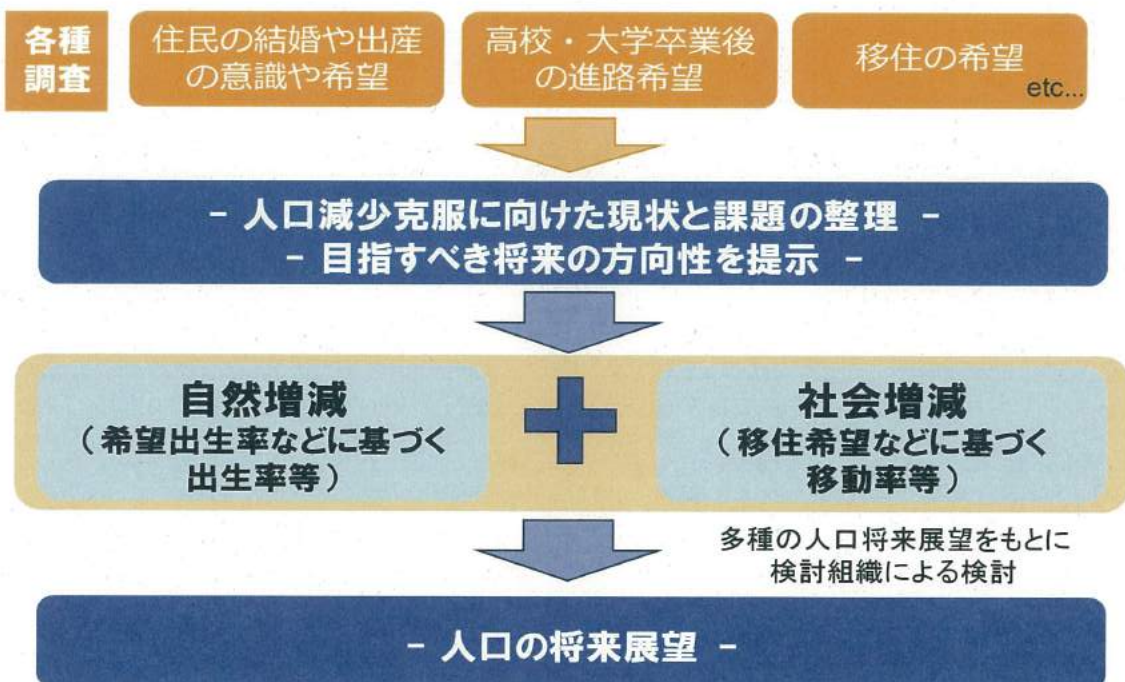 各種
調査
住民の結婚や出産
の意識や希望
高校・大学卒業後
の進路希望
移住の希望
etc...
- 人口減少克服に向けた現状と課題の整理 -
- 目指すべき将来の方向性を提示 -
自然増減
（希望出生率などに基づく
出生率等）
社会増減
（移住希望などに基づく
移動率等）
多種の人口将来展望をもとに
検討組織による検討
- 人口の将来展望 -